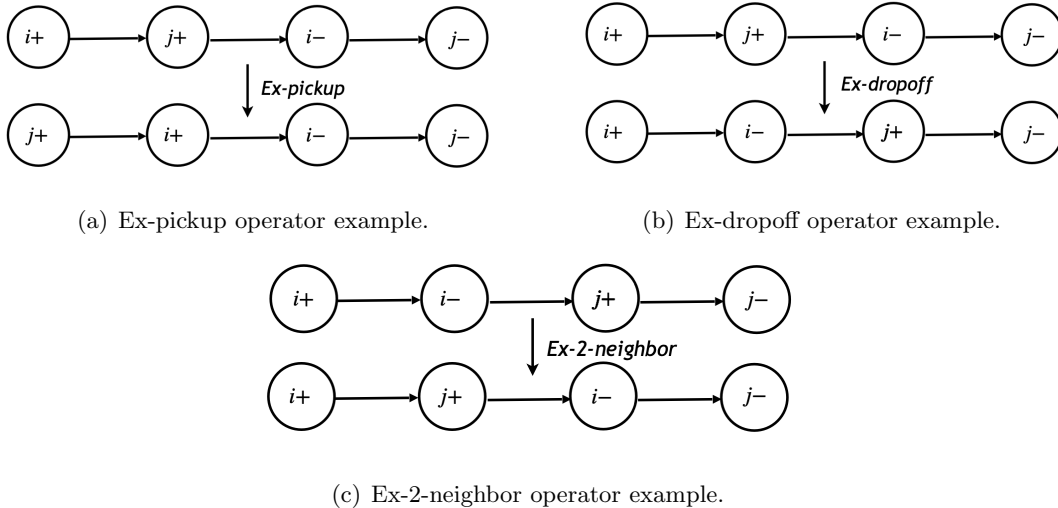 i+ j+ i− j−
Ex-pickup
j+ i+ i− j−
(a) Ex-pickup operator example.
i+ j+ i− j−
Ex-dropoff
i+ i− j+ j−
(b) Ex-dropoff operator example.
i+ i− j+ j−
Ex-2-neighbor
i+ j+ i− j−
(c) Ex-2-neighbor operator example.